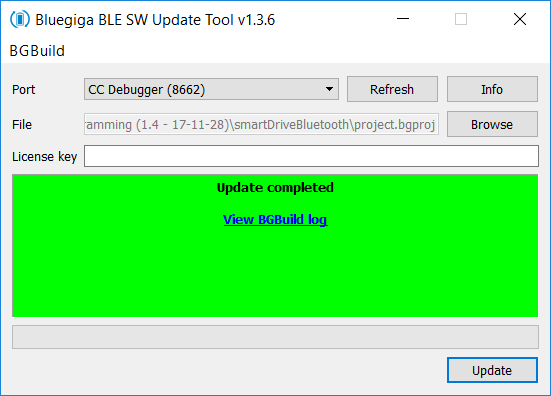 Bluegiga BLE SW Update Tool v1.3.6
BGBuild
Port CC Debugger (8662) Refresh Info
File ramming (1.4 - 17-11-28)\smartDriveBluetooth\project.bgproj Browse
License key
Update completed
View BGBuild log
Update